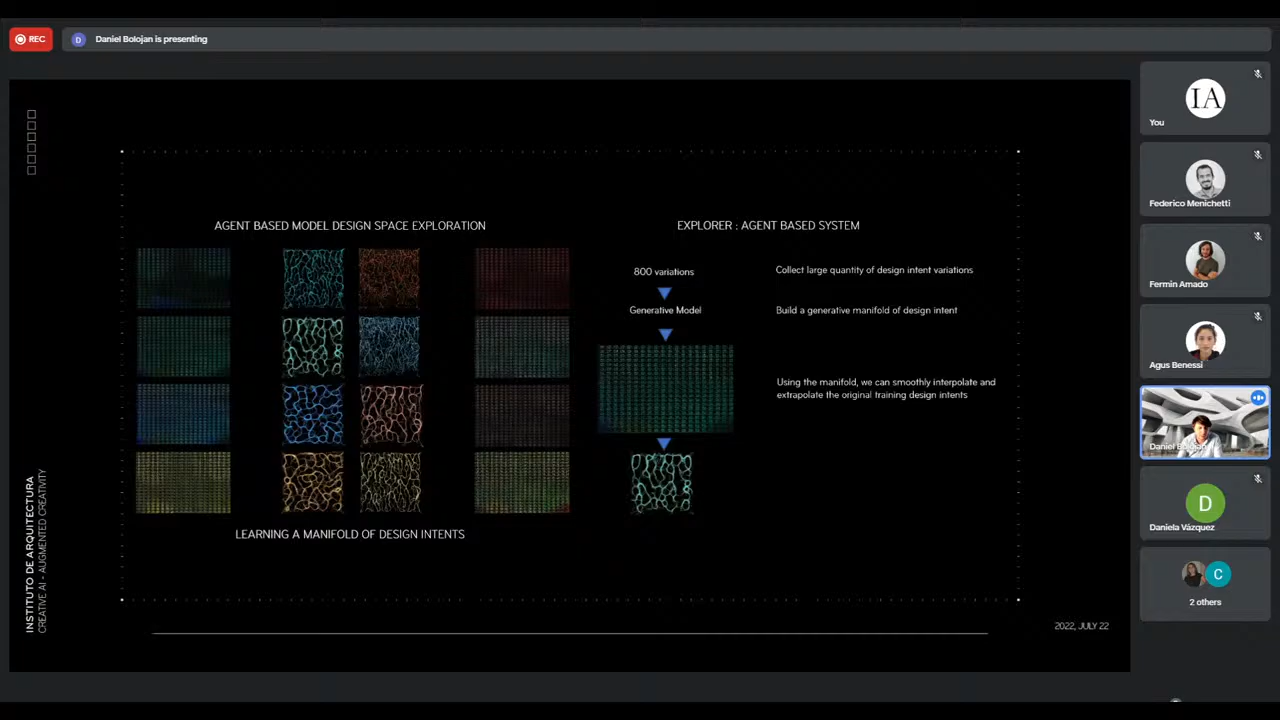 REC
D
Daniel Bolojan is presenting
AGENT BASED MODEL DESIGN SPACE EXPLORATION
LEARNING A MANIFOLD OF DESIGN INTENTS
EXPLORER : AGENT BASED SYSTEM
800 variations
Collect large quantity of design intent variations
Generative Model
Build a generative manifold of design intent
Using the manifold, we can smoothly interpolate and
extrapolate the original training design intents
INSTITUTO DE ARQUITECTURA
CREATIVE AI - AUGMENTED CREATIVITY
2022, JULY 22
IA
You
Federico Menichetti
Fermin Amado
Agus Benessi
Daniel Bolojan
D
Daniela Vázquez
C
2 others